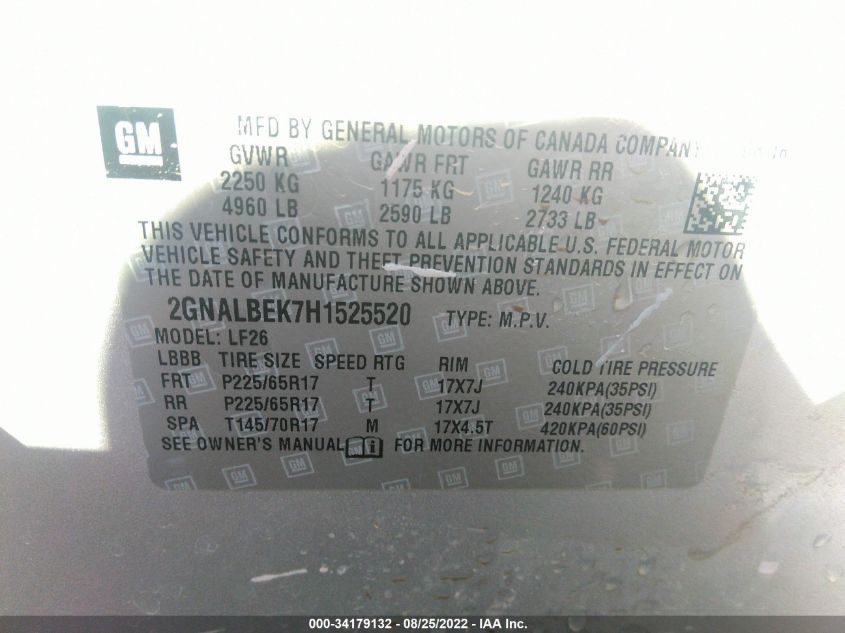 GM
MFD BY GENERAL MOTORS OF CANADA COMPANY
GVWR GAWR FRT GAWR RR
2250 KG 1175 KG 1240 KG
4960 LB 2590 LB 2733 LB
THIS VEHICLE CONFORMS TO ALL APPLICABLE U.S. FEDERAL MOTOR
VEHICLE SAFETY AND THEFT PREVENTION STANDARDS IN EFFECT ON
THE DATE OF MANUFACTURE SHOWN ABOVE.
2GNALBEK7H1525520 TYPE: M.P.V.
MODEL: LF26
LBBB TIRE SIZE SPEED RTG RIM COLD TIRE PRESSURE
FRT P225/65R17 T 17X7J 240KPA(35PSI)
RR P225/65R17 T 17X7J 240KPA(35PSI)
SPA T145/70R17 M 17X4.5T 420KPA(60PSI)
SEE OWNER'S MANUAL i FOR MORE INFORMATION.
000-34179132 - 08/25/2022 - IAA Inc.